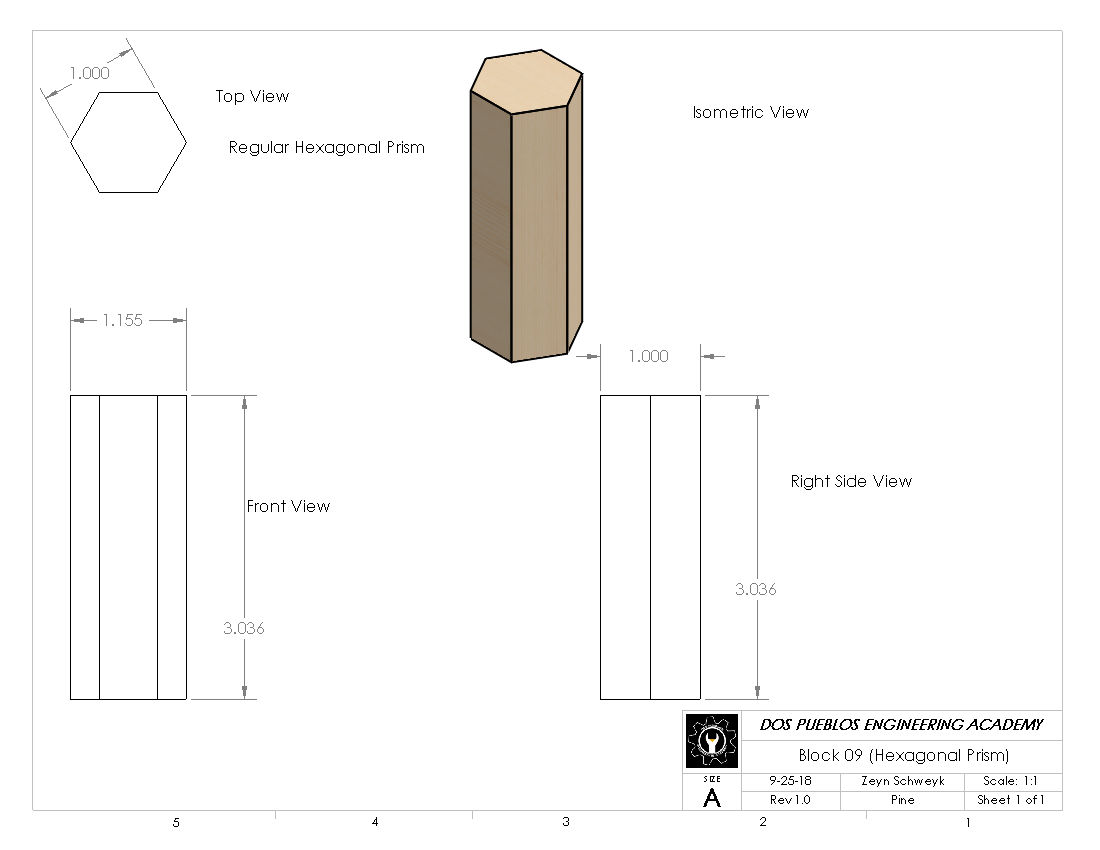 1.000
Top View
Isometric View
Regular Hexagonal Prism
1.155
1.000
Right Side View
Front View
3.036
3.036
DOS PUEBLOS ENGINEERING ACADEMY
Block 09 (Hexagonal Prism)
SIZE
A
9-25-18 Zeyn Schweyk Scale: 1:1
Rev1.0 Pine Sheet 1 of 1
5 4 3 2 1